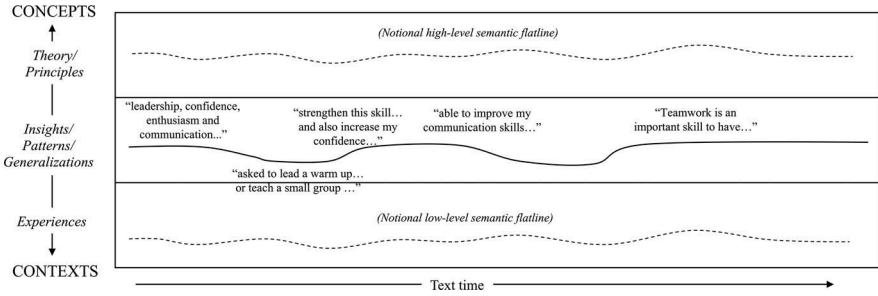 CONCEPTS
Theory/
Principles
Insights/
Patterns/
Generalizations
Experiences
CONTEXTS
(Notional high-level semantic flatline)
“leadership, confidence,
enthusiasm and
communication...”
“strengthen this skill…
and also increase my
confidence…”
“able to improve my
communication skills…”
“Teamwork is an
important skill to have…”
“asked to lead a warm up…
or teach a small group …”
(Notional low-level semantic flatline)
Text time